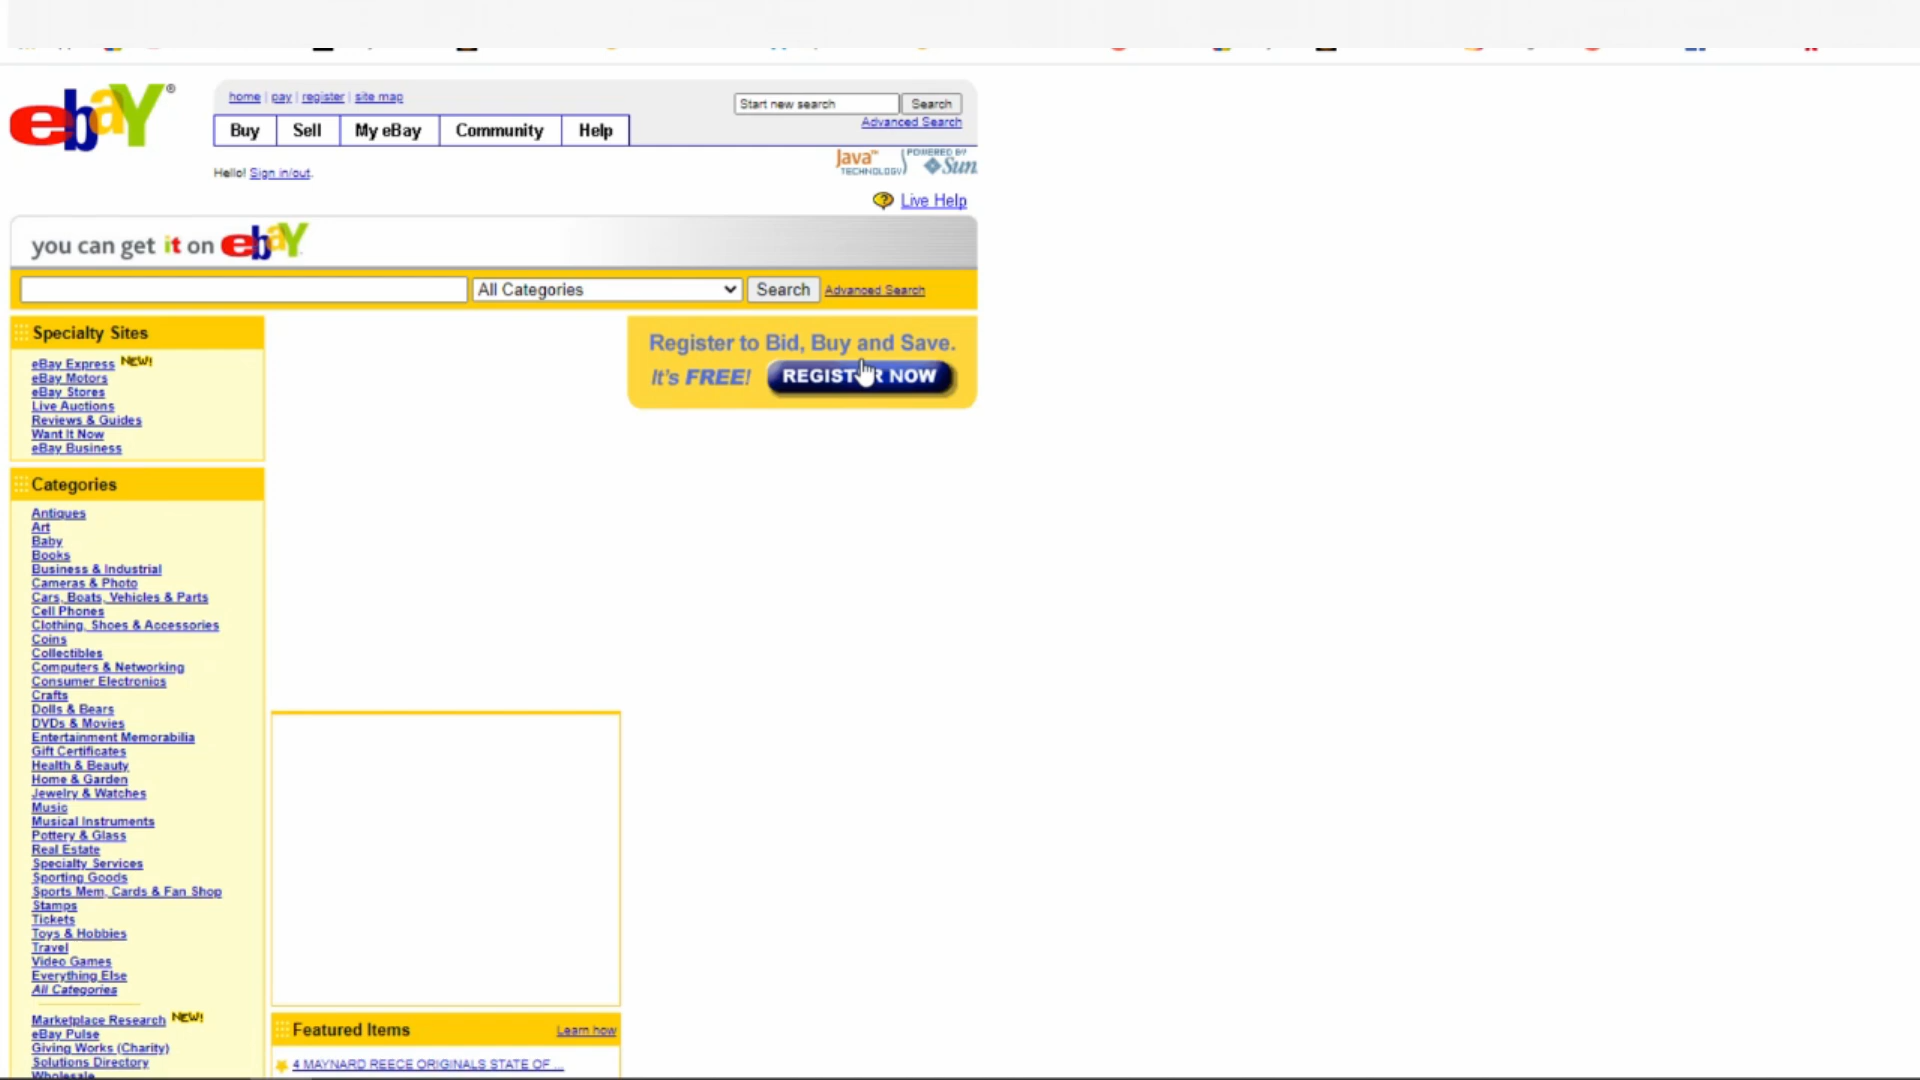 ebaY®
home | pay | register | site map
Start new search Search
Advanced Search
Buy Sell My eBay Community Help
Java™ TECHNOLOGY POWERED BY Sun
Hello! Sign in/out.
Live Help
you can get it on ebaY
All Categories Search Advanced Search
Specialty Sites
eBay Express NEW!
eBay Motors
eBay Stores
Live Auctions
Reviews & Guides
Want It Now
eBay Business
Register to Bid, Buy and Save.
It's FREE! REGISTER NOW
Categories
Antiques
Art
Baby
Books
Business & Industrial
Cameras & Photo
Cars, Boats, Vehicles & Parts
Cell Phones
Clothing, Shoes & Accessories
Coins
Collectibles
Computers & Networking
Consumer Electronics
Crafts
Dolls & Bears
DVDs & Movies
Entertainment Memorabilia
Gift Certificates
Health & Beauty
Home & Garden
Jewelry & Watches
Music
Musical Instruments
Pottery & Glass
Real Estate
Specialty Services
Sporting Goods
Sports Mem, Cards & Fan Shop
Stamps
Tickets
Toys & Hobbies
Travel
Video Games
Everything Else
All Categories
Marketplace Research NEW!
eBay Pulse
Giving Works (Charity)
Solutions Directory
Wholesale
Featured Items Learn how
4 MAYNARD REECE ORIGINALS STATE OF ...